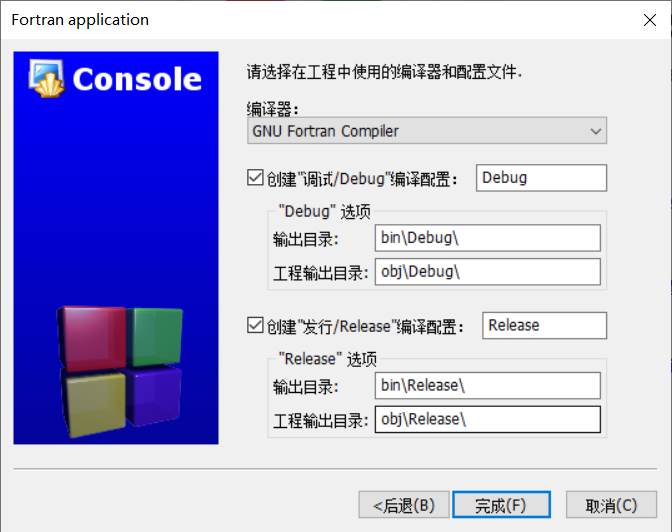 Fortran application
Console
请选择在工程中使用的编译器和配置文件.
编译器：
GNU Fortran Compiler
创建"调试/Debug"编译配置： Debug
"Debug" 选项
输出目录: bin\Debug\
工程输出目录: obj\Debug\
创建"发行/Release"编译配置： Release
"Release" 选项
输出目录: bin\Release\
工程输出目录: obj\Release\
<后退(B) 完成(F) 取消(C)